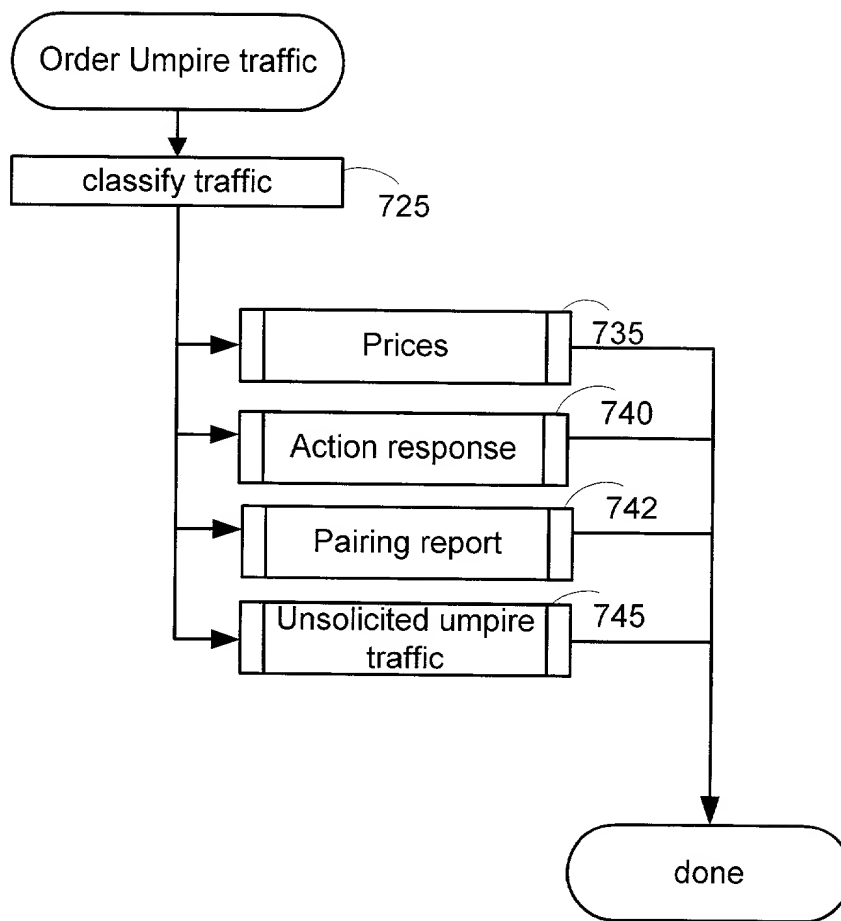 Order Umpire traffic
classify traffic
725
Prices
735
Action response
740
Pairing report
742
Unsolicited umpire
traffic
745
done